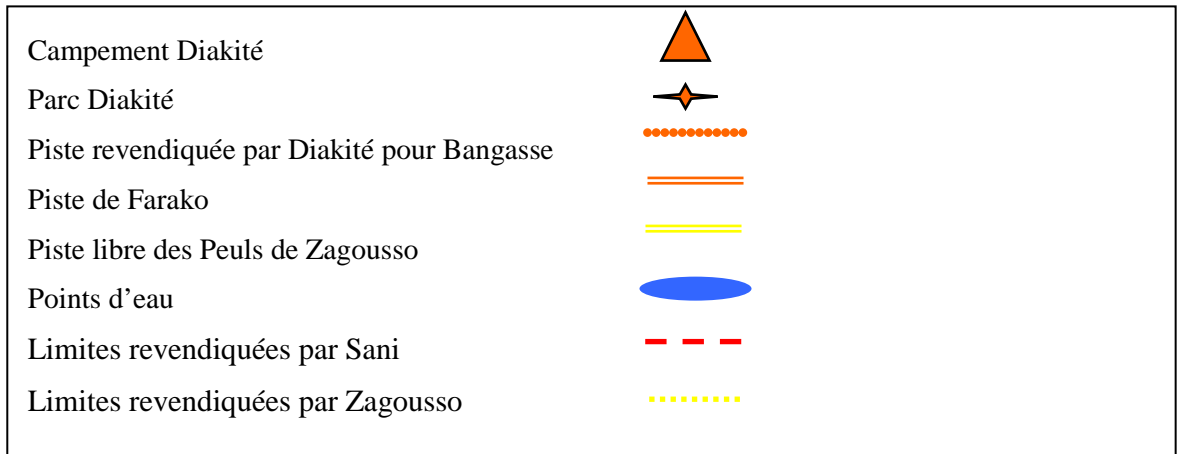 Campement Diakité
Parc Diakité
Piste revendiquée par Diakité pour Bangasse
Piste de Farako
Piste libre des Peuls de Zagousso
Points d’eau
Limites revendiquées par Sani
Limites revendiquées par Zagousso